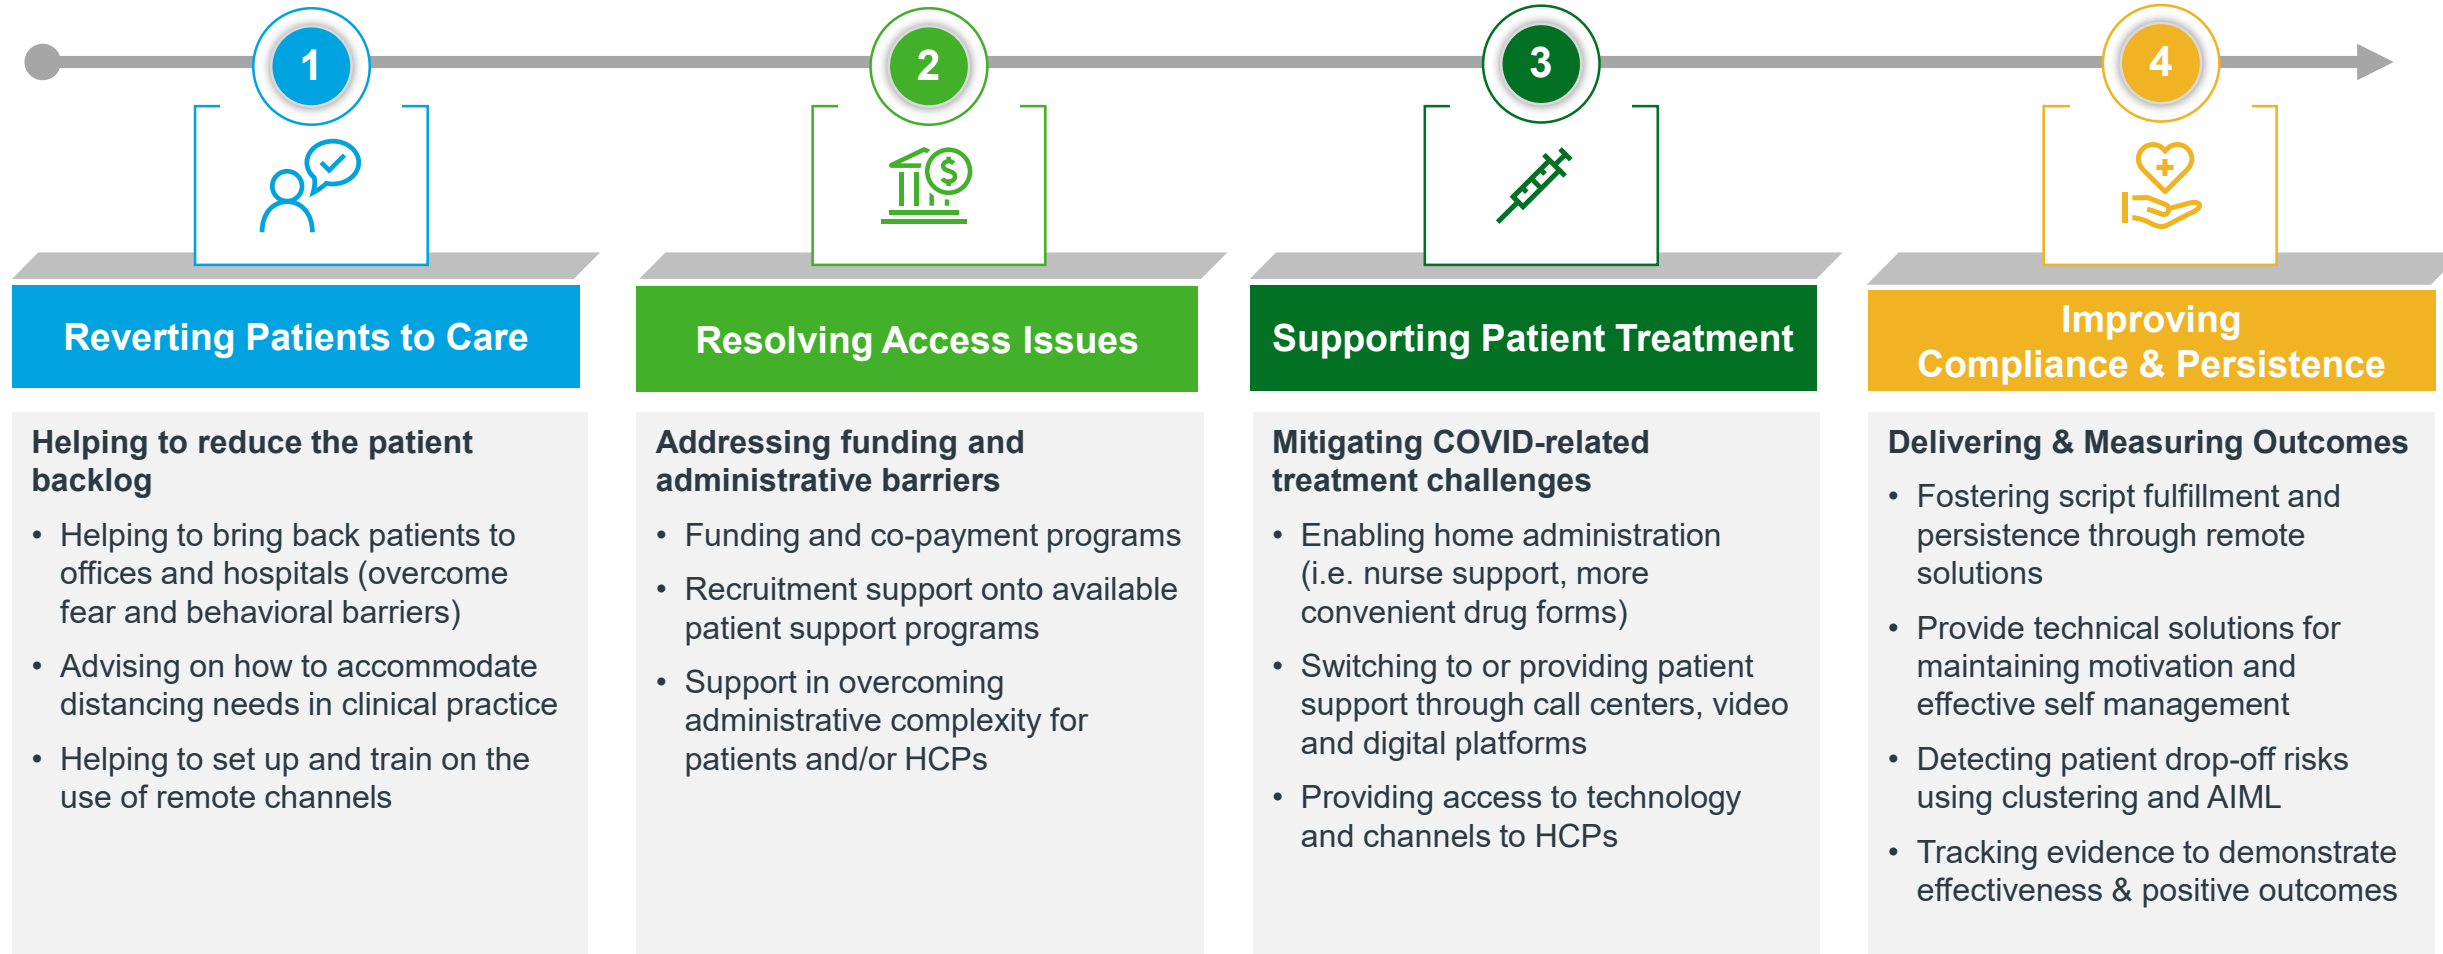 1
2
3
4
Reverting Patients to Care
Helping to reduce the patient
backlog
• Helping to bring back patients to
offices and hospitals (overcome
fear and behavioral barriers)
• Advising on how to accommodate
distancing needs in clinical practice
• Helping to set up and train on the
use of remote channels
Resolving Access Issues
Addressing funding and
administrative barriers
• Funding and co-payment programs
• Recruitment support onto available
patient support programs
• Support in overcoming
administrative complexity for
patients and/or HCPs
Supporting Patient Treatment
Mitigating COVID-related
treatment challenges
• Enabling home administration
(i.e. nurse support, more
convenient drug forms)
• Switching to or providing patient
support through call centers, video
and digital platforms
• Providing access to technology
and channels to HCPs
Improving
Compliance & Persistence
Delivering & Measuring Outcomes
• Fostering script fulfillment and
persistence through remote
solutions
• Provide technical solutions for
maintaining motivation and
effective self management
• Detecting patient drop-off risks
using clustering and AIML
• Tracking evidence to demonstrate
effectiveness & positive outcomes